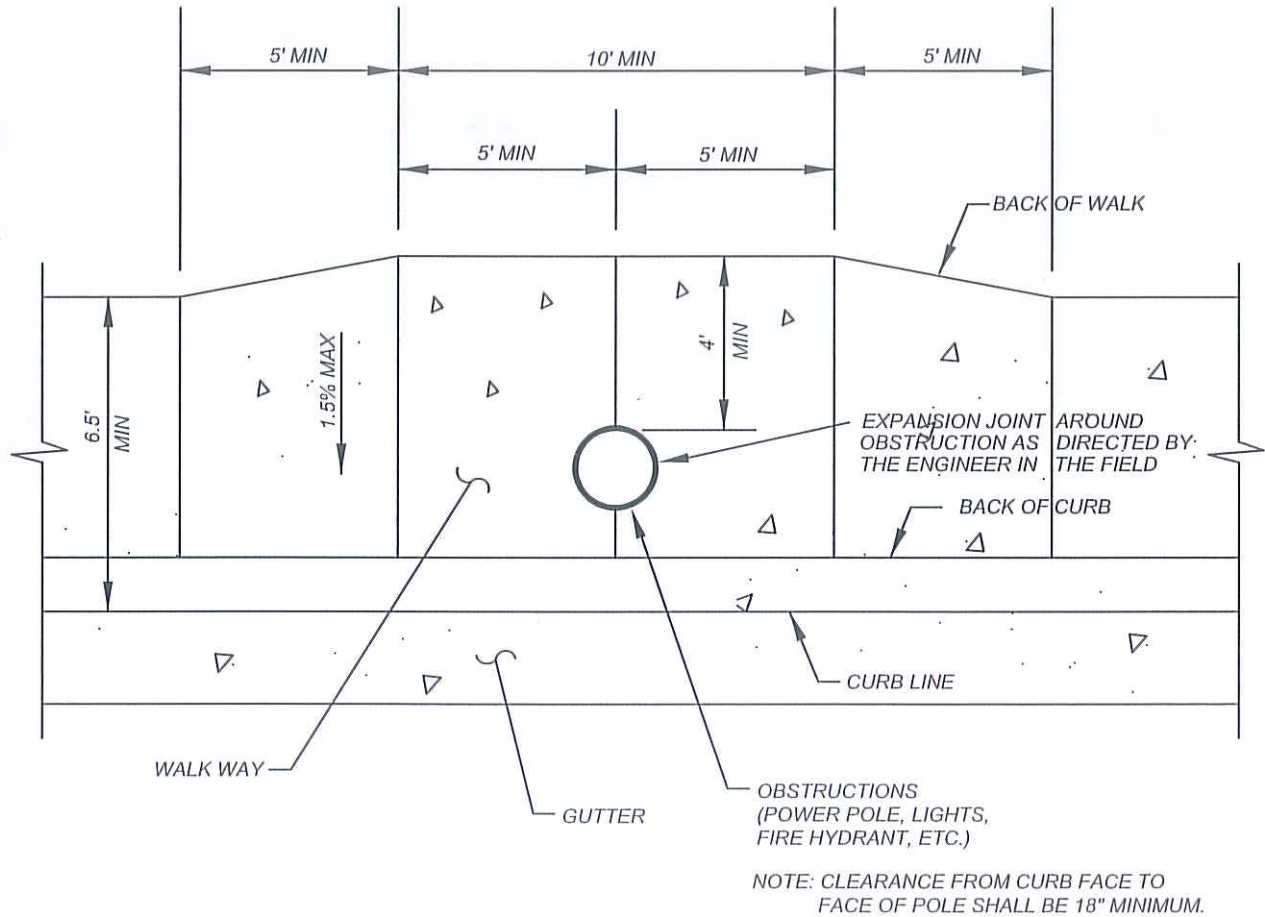 5' MIN
10' MIN
5' MIN
5' MIN
5' MIN
BACK OF WALK
4'
MIN
1.5% MAX
6.5'
MIN
EXPANSION JOINT AROUND
OBSTRUCTION AS DIRECTED BY
THE ENGINEER IN THE FIELD
BACK OF CURB
CURB LINE
WALK WAY
GUTTER
OBSTRUCTIONS
(POWER POLE, LIGHTS,
FIRE HYDRANT, ETC.)
NOTE: CLEARANCE FROM CURB FACE TO
FACE OF POLE SHALL BE 18" MINIMUM.